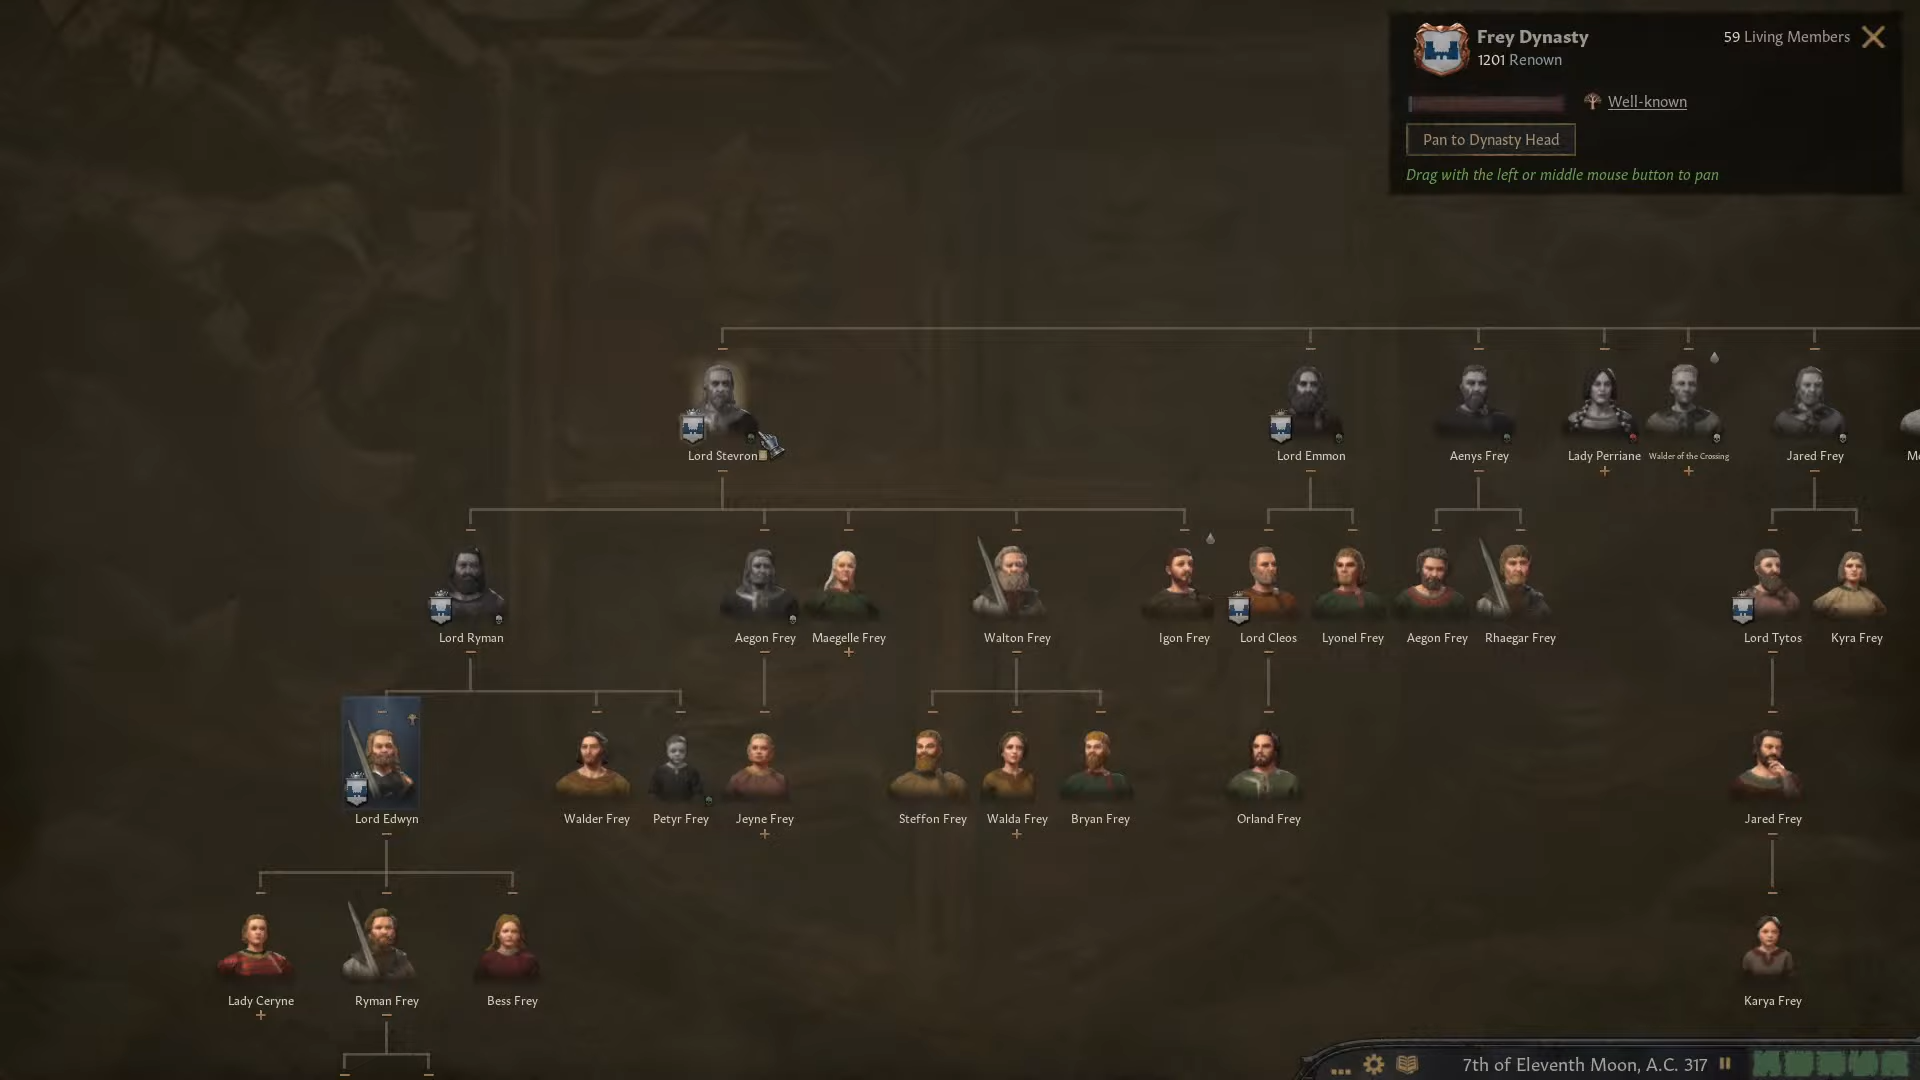 Frey Dynasty
59 Living Members
1201 Renown
Well-known
Pan to Dynasty Head
Drag with the left or middle mouse button to pan
Lord Stevron
Lord Emmon
Aenys Frey
Lady Perriane
Walder of the Crossing
Jared Frey
Lord Ryman
Aegon Frey
Maegelle Frey
Walton Frey
Igon Frey
Lord Cleos
Lyonel Frey
Aegon Frey
Rhaegar Frey
Lord Tytos
Kyra Frey
Lord Edwyn
Walder Frey
Petyr Frey
Jeyne Frey
Steffon Frey
Walda Frey
Bryan Frey
Orland Frey
Jared Frey
Lady Ceryne
Ryman Frey
Bess Frey
Karya Frey
7th of Eleventh Moon, A.C. 317